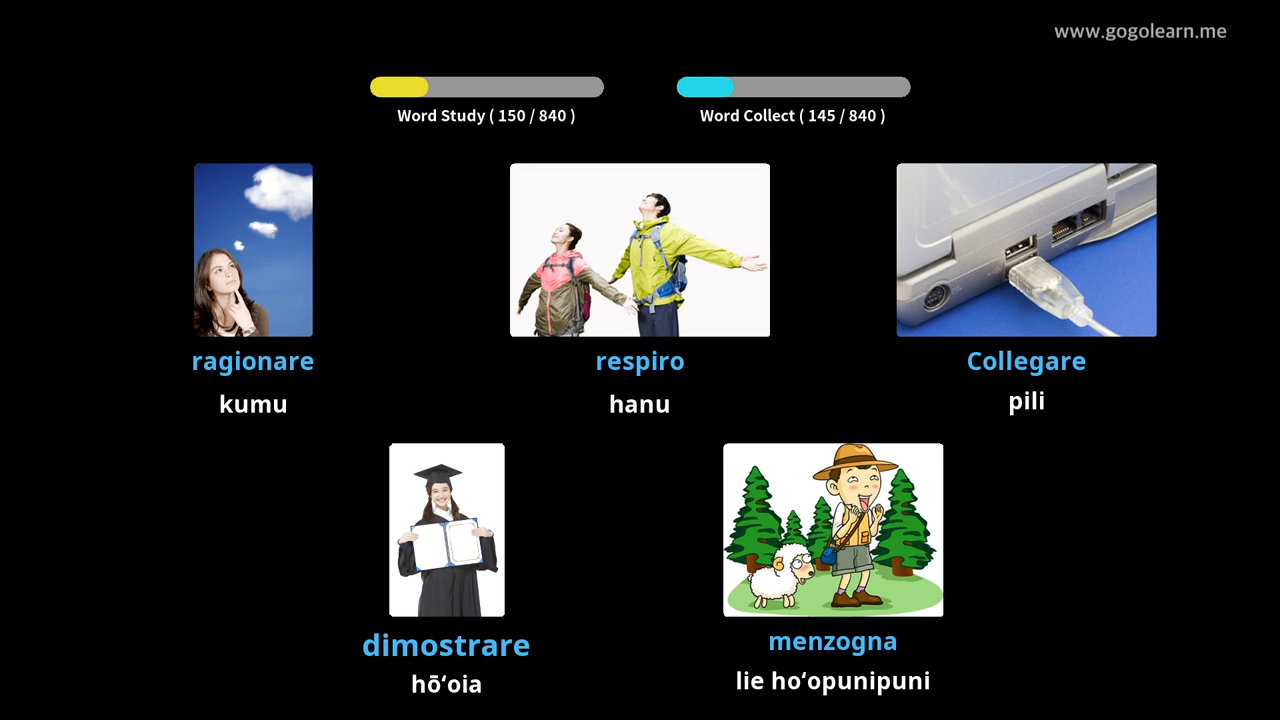 www.gogolearn.me
Word Study ( 150 / 840 )
Word Collect ( 145 / 840 )
ragionare
kumu
respiro
hanu
Collegare
pili
dimostrare
hōʻoia
menzogna
lie hoʻopunipuni